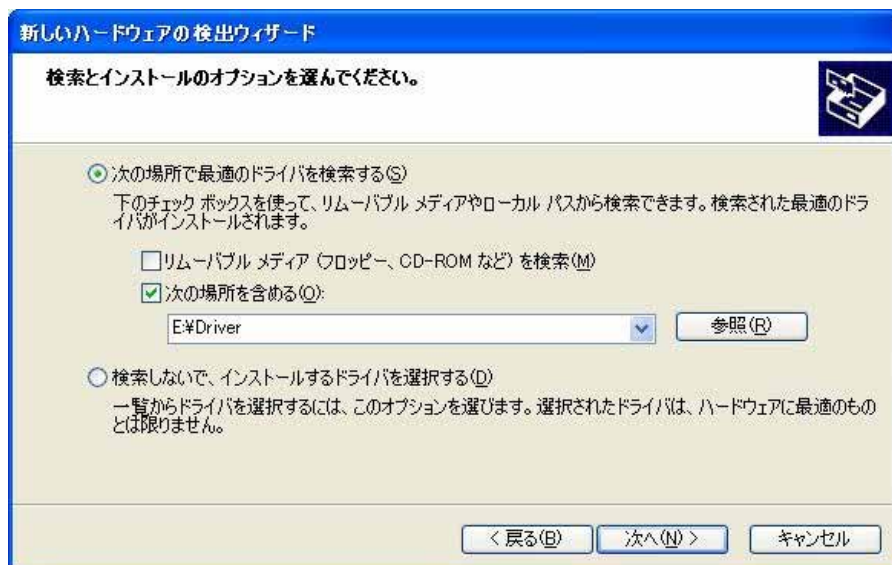 新しいハードウェアの検出ウィザード
検索とインストールのオプションを選んでください。
次の場所で最適のドライバを検索する(S)
下のチェック ボックスを使って、リムーバブル メディアやローカル パスから検索できます。検索された最適のドラ
イバがインストールされます。
リムーバブル メディア (フロッピー、CD-ROM など) を検索(M)
次の場所を含める(O):
E:¥Driver
参照(R)
検索しないで、インストールするドライバを選択する(D)
一覧からドライバを選択するには、このオプションを選びます。選択されたドライバは、ハードウェアに最適のもの
とは限りません。
< 戻る(B) 次へ(N) > キャンセル